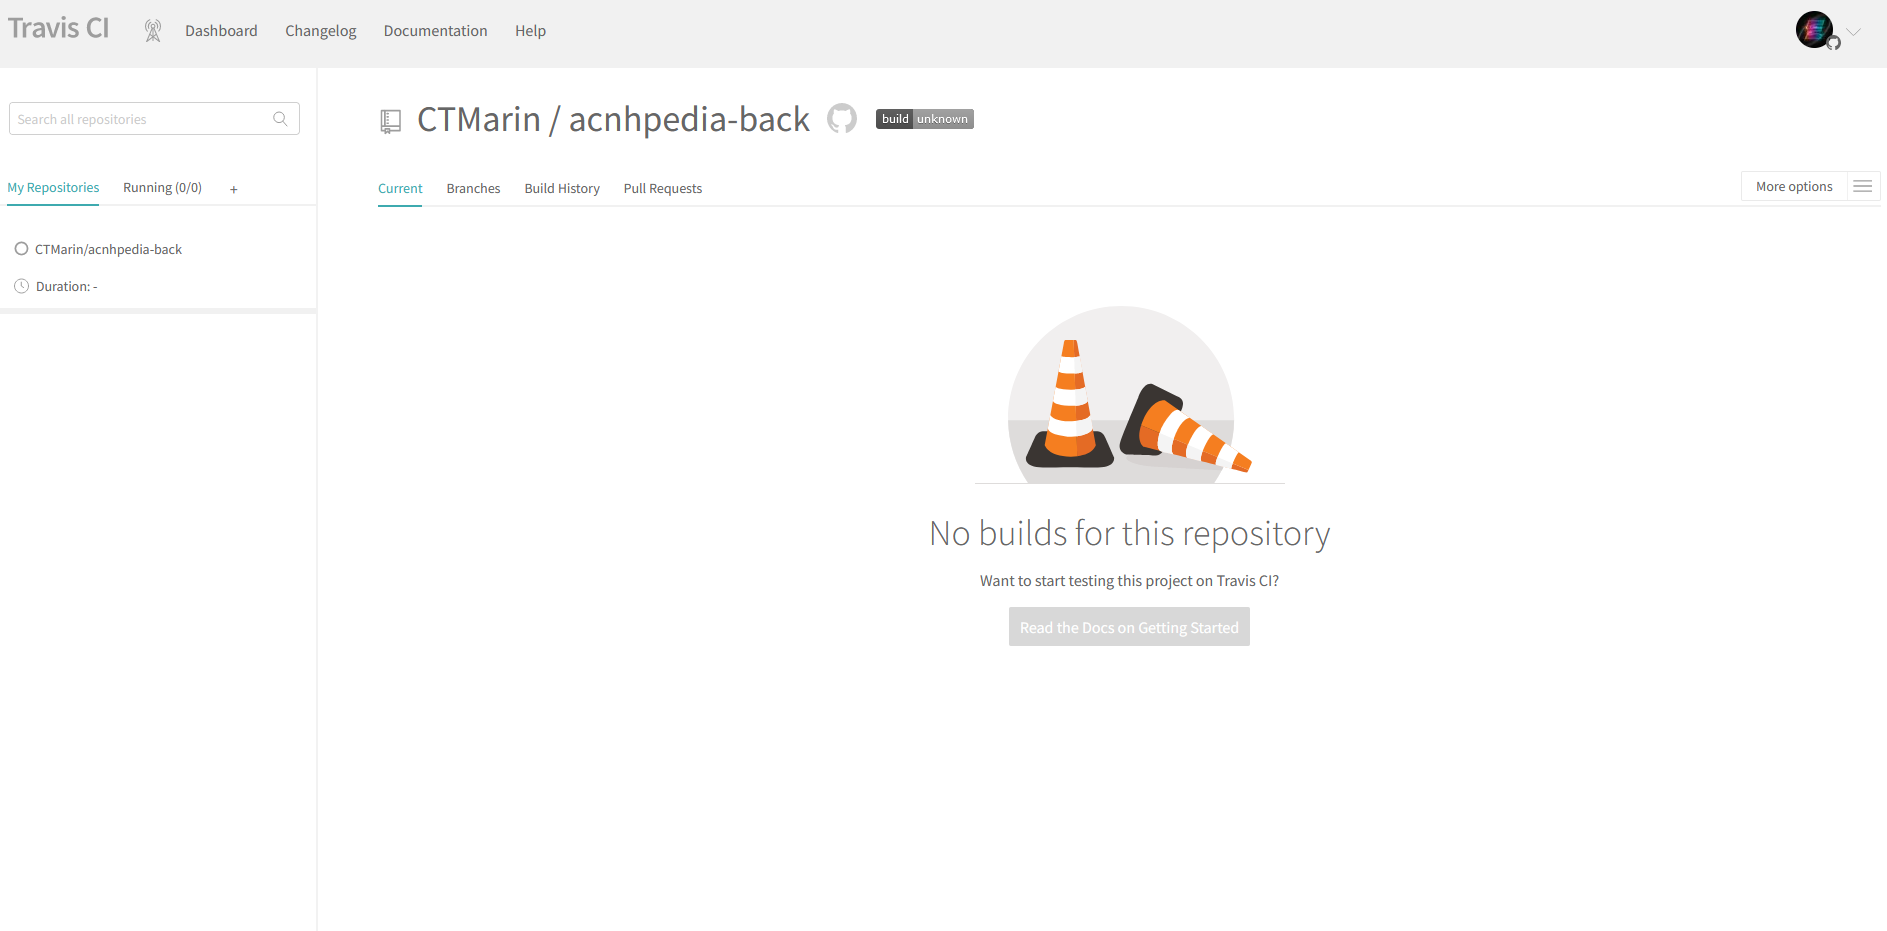 Travis CI
Dashboard
Changelog
Documentation
Help
Search all repositories
My Repositories
Running (0/0)
+
CTMarin/acnhpedia-back
Duration: -
CTMarin / acnhpedia-back
build unknown
Current
Branches
Build History
Pull Requests
More options
No builds for this repository
Want to start testing this project on Travis CI?
Read the Docs on Getting Started